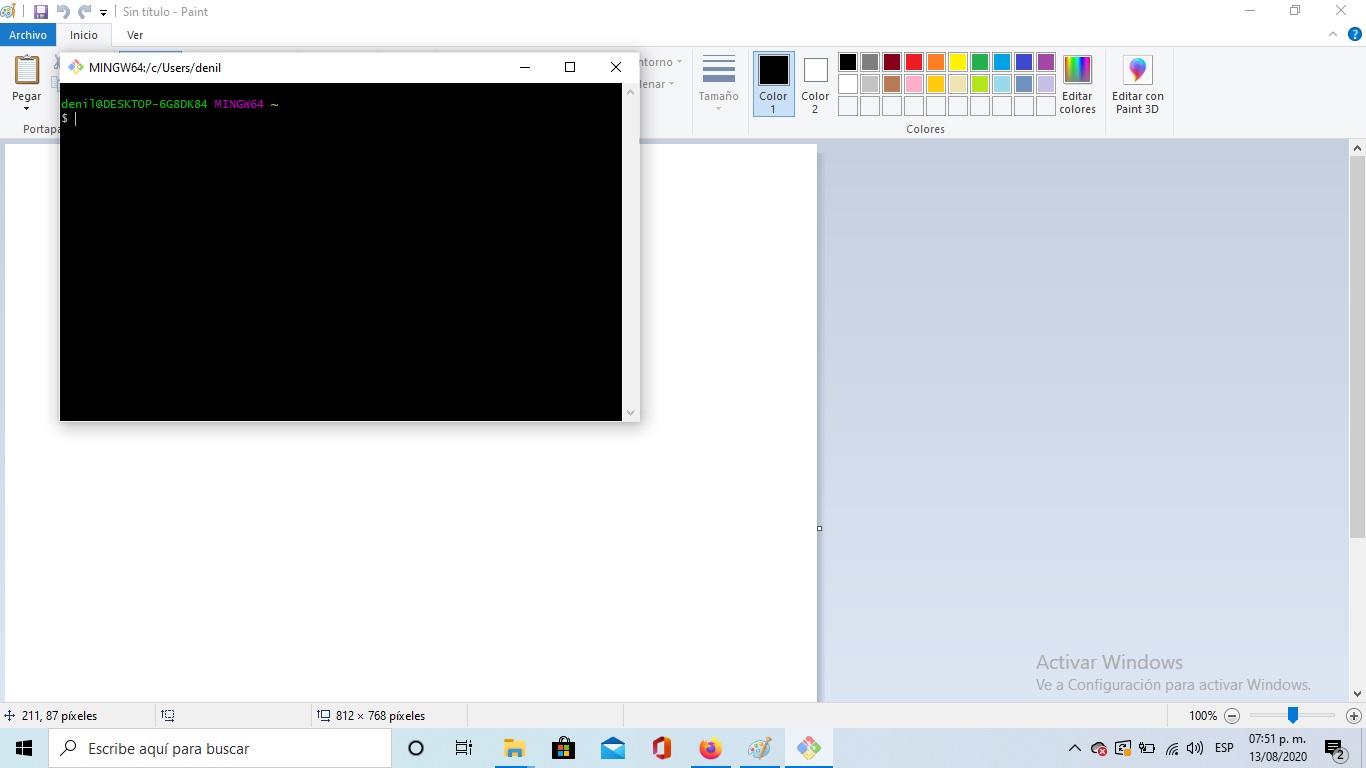 Sin título - Paint
Archivo Inicio Ver
MINGW64:/c/Users/denil
denil@DESKTOP-6G8DK84 MINGW64 ~
$
Pegar
Portapa
ntorno
lenar
Tamaño
Color 1
Color 2
Editar colores
Editar con Paint 3D
Colores
Activar Windows
Ve a Configuración para activar Windows.
211, 87 píxeles
812 × 768 píxeles
100%
Escribe aquí para buscar
ESP
07:51 p. m.
13/08/2020
2